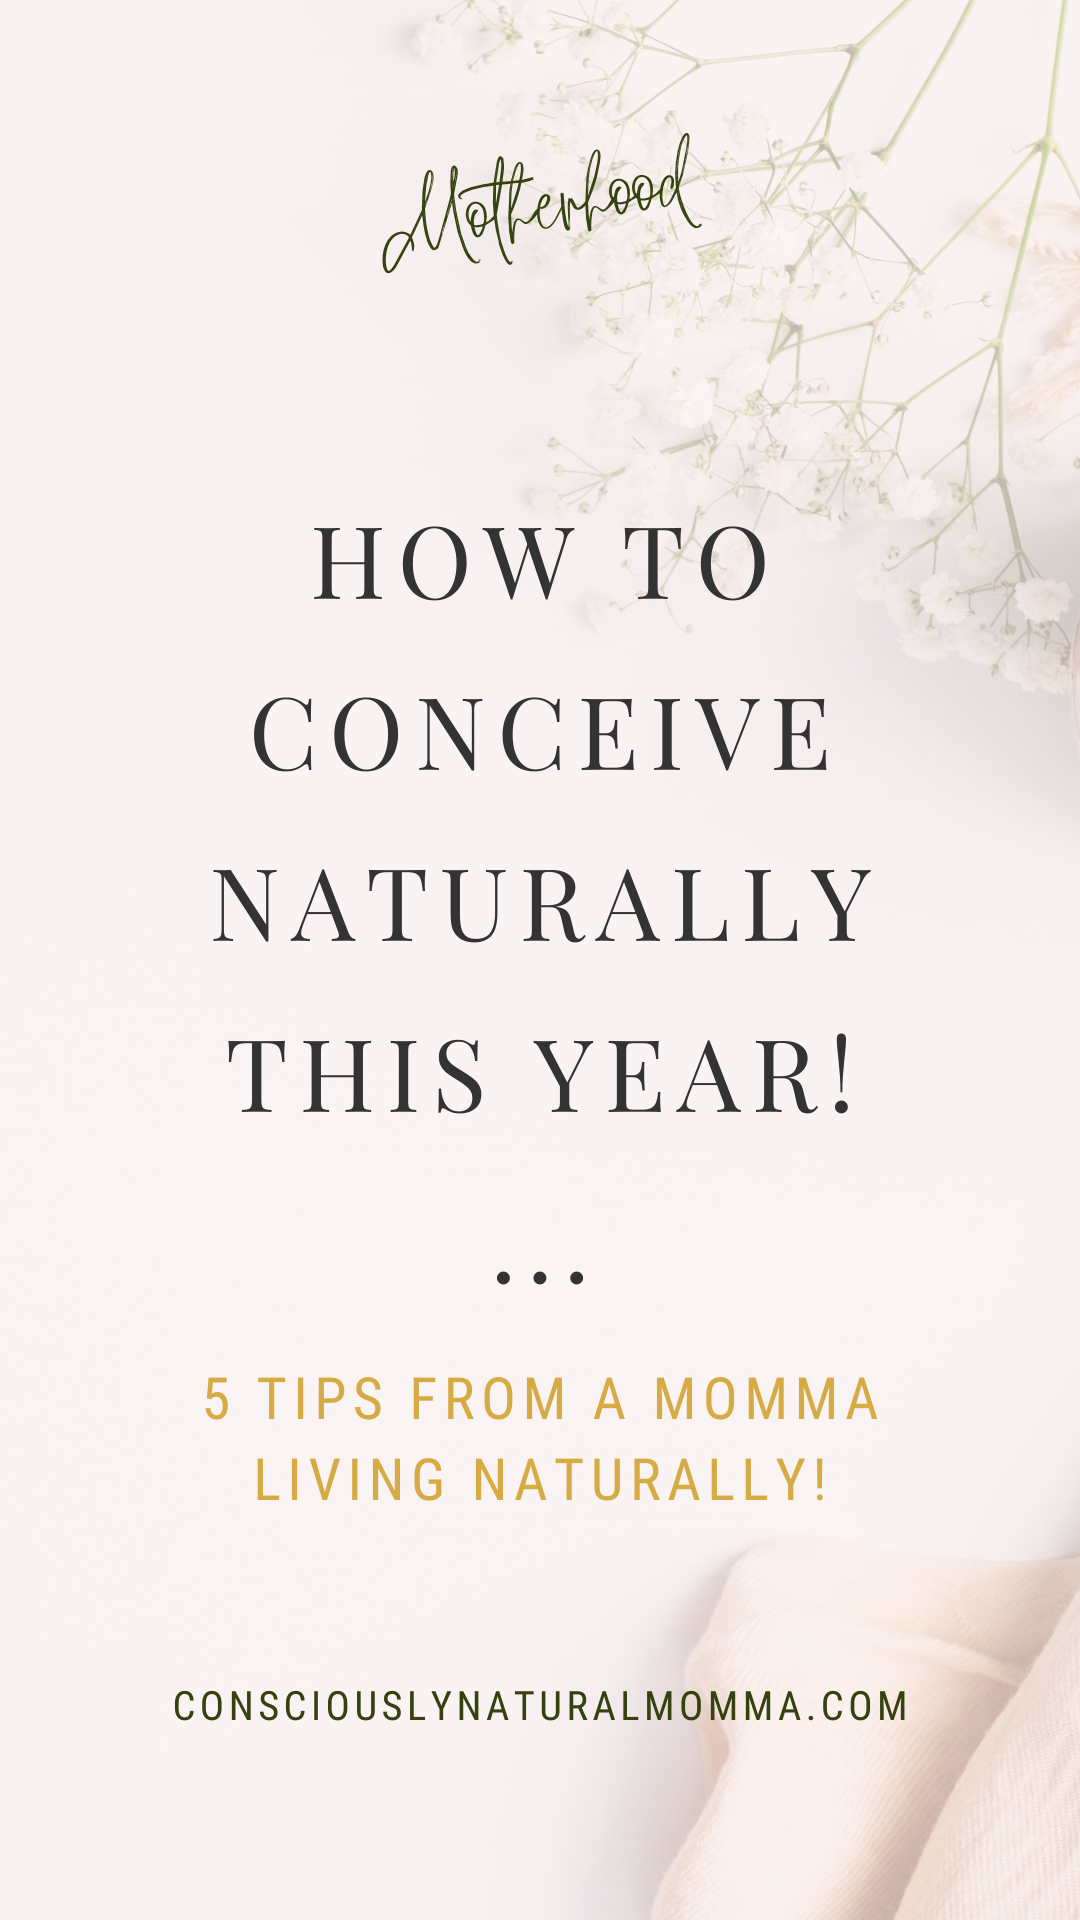 Motherhood
HOW TO
CONCEIVE
NATURALLY
THIS YEAR!
...
5 TIPS FROM A MOMMA
LIVING NATURALLY!
CONSCIOUSLYNATURALMOMMA.COM